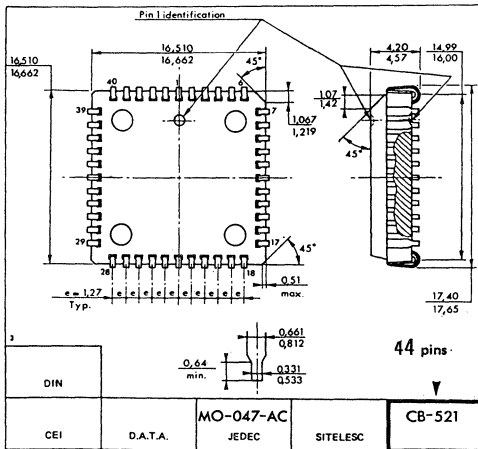 Pin 1 identification
16,510
16,662
45°
4,20
4,57
14,99
16,00
16,510
16,662
40
6
1,07
1,42
39
7
1,067
1,219
45°
29
17
45°
28
18
e = 1,27
Typ.
e e e e e e e e e e
0,51
max.
17,40
17,65
0,661
0,812
0,64
min.
0,331
0,533
44 pins
3
DIN
CEI
D.A.T.A.
MO-047-AC
JEDEC
SITELESC
CB-521